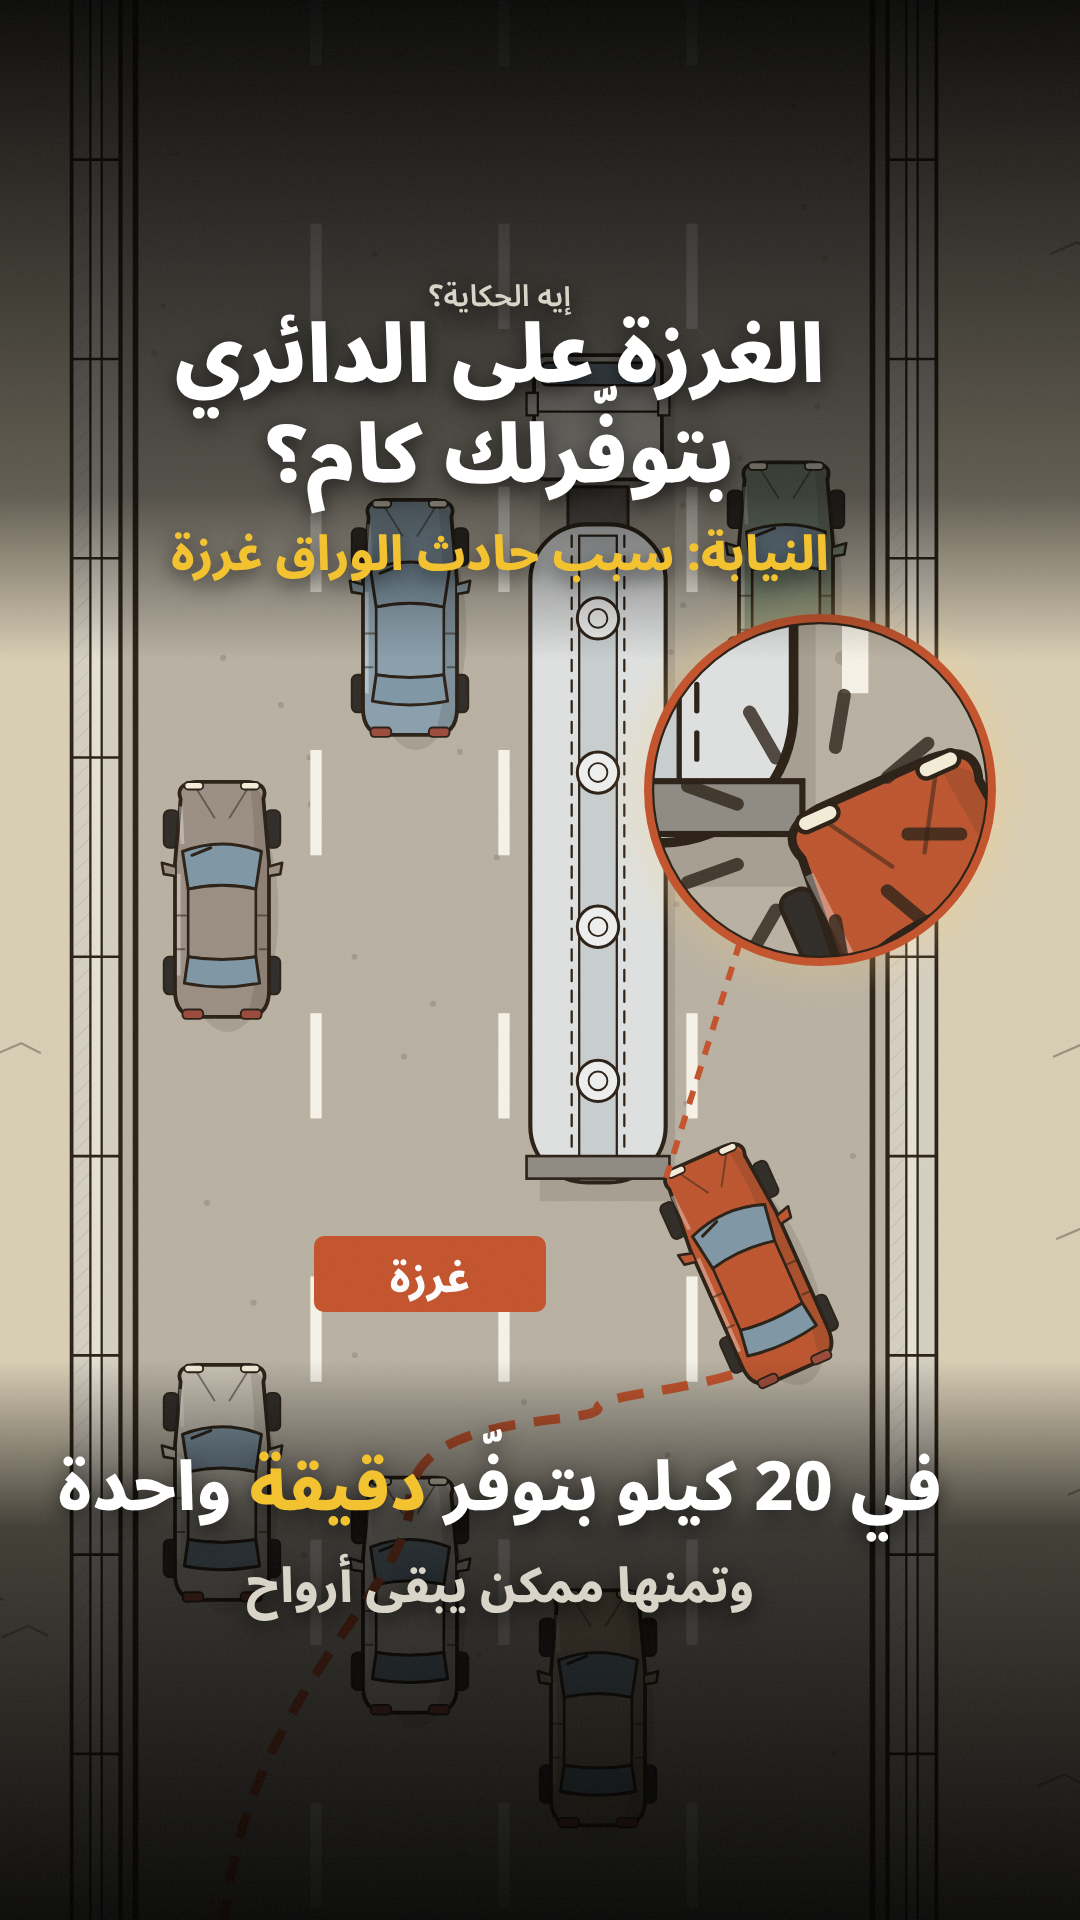 إيه الحكاية؟
الغرزة على الدائري
بتوفّرلك كام؟
النيابة: سبب حادث الوراق غرزة
غرزة
في 20 كيلو بتوفّر دقيقة واحدة
وتمنها ممكن يبقى أرواح